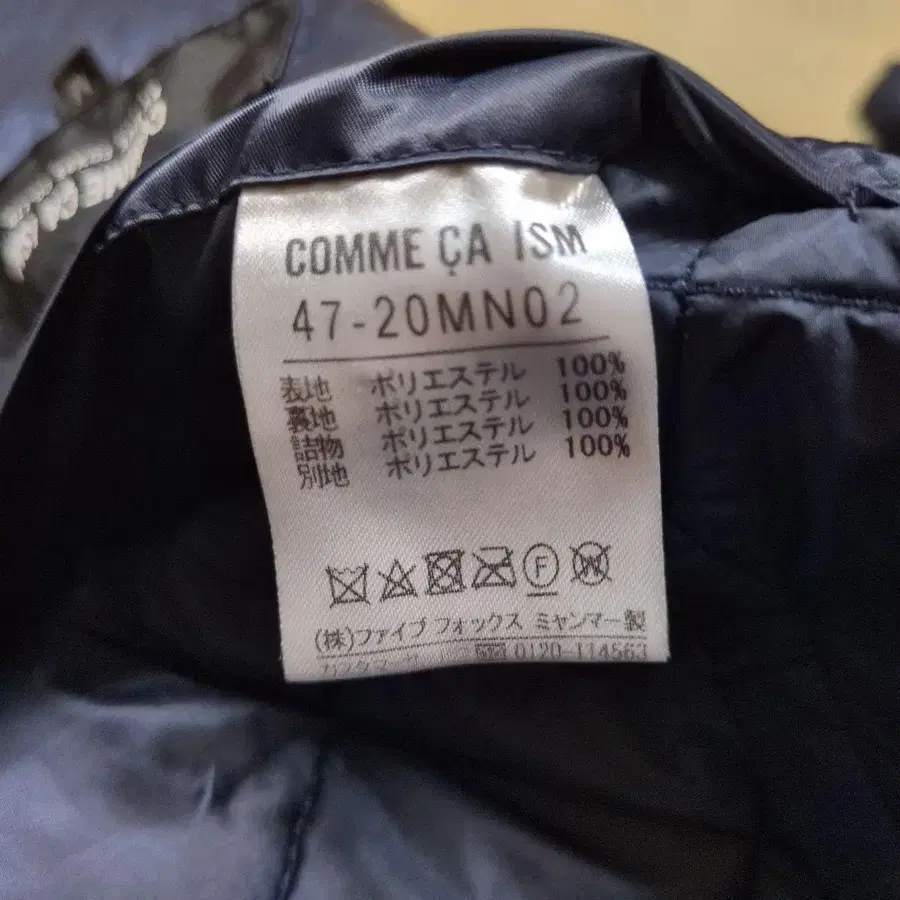 COMME ÇA ISM
47-20MN02
表地 ポリエステル 100%
裏地 ポリエステル 100%
詰物 ポリエステル 100%
別地 ポリエステル 100%
F
W
(株)ファイブ フォックス ミャンマー製
0120-114563